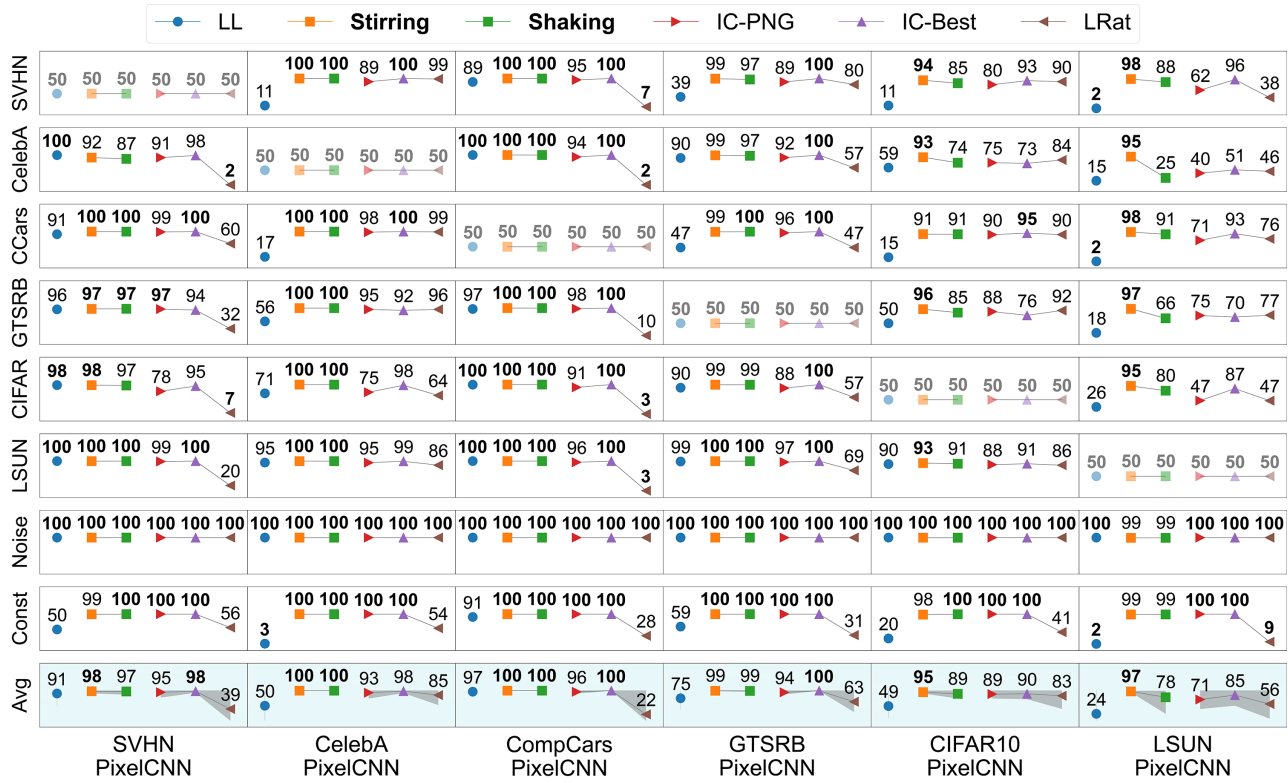 LL Stirring Shaking IC-PNG IC-Best LRat
SVHN 50 50 50 50 50 50 11 100 100 89 100 99 89 100 100 95 100 7 39 99 97 89 100 80 11 94 85 80 93 90 2 98 88 62 96 38
CelebA 100 92 87 91 98 2 50 50 50 50 50 50 100 100 100 94 100 2 90 99 97 92 100 57 59 93 74 75 73 84 15 95 25 40 51 46
CCars 91 100 100 99 100 60 17 100 100 98 100 99 50 50 50 50 50 50 47 99 100 96 100 47 15 91 91 90 95 90 2 98 91 71 93 76
GTSRB 96 97 97 97 94 32 56 100 100 95 92 96 97 100 100 98 100 10 50 50 50 50 50 50 50 96 85 88 76 92 18 97 66 75 70 77
CIFAR 98 98 97 78 95 7 71 100 100 75 98 64 100 100 100 91 100 3 90 99 99 88 100 57 50 50 50 50 50 50 26 95 80 47 87 47
LSUN 100 100 100 99 100 20 95 100 100 95 99 86 100 100 100 96 100 3 99 100 100 97 100 69 90 93 91 88 91 86 50 50 50 50 50 50
Noise 100 100 100 100 100 100 100 100 100 100 100 100 100 100 100 100 100 100 100 100 100 100 100 100 100 100 100 100 100 100 100 99 99 100 100 100
Const 50 99 100 100 100 56 3 100 100 100 100 54 91 100 100 100 100 28 59 100 100 100 100 31 20 98 100 100 100 41 2 99 99 100 100 9
Avg 91 98 97 95 98 39 50 100 100 93 98 85 97 100 100 96 100 22 75 99 99 94 100 63 49 95 89 89 90 83 24 97 78 71 85 56
SVHN CelebA CompCars GTSRB CIFAR10 LSUN
PixelCNN PixelCNN PixelCNN PixelCNN PixelCNN PixelCNN